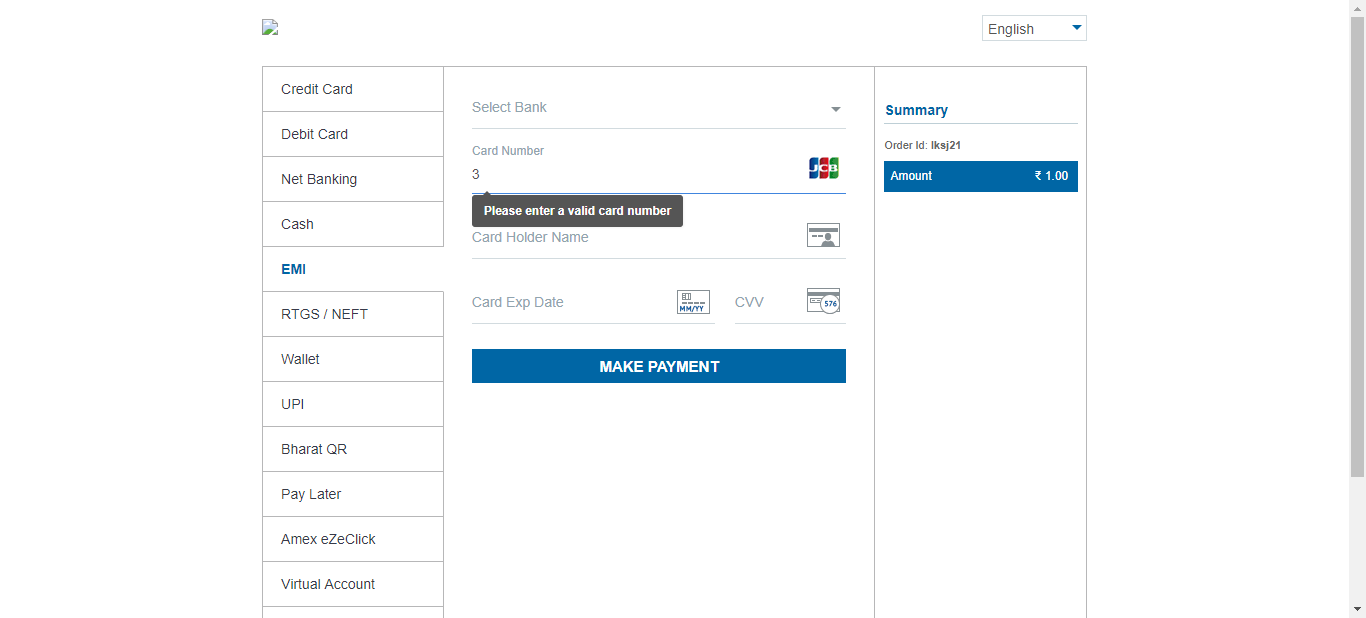 English
Credit Card
Debit Card
Net Banking
Cash
EMI
RTGS / NEFT
Wallet
UPI
Bharat QR
Pay Later
Amex eZeClick
Virtual Account
Select Bank
Card Number
3
JCB
Please enter a valid card number
Card Holder Name
Card Exp Date
MM/YY
CVV
576
MAKE PAYMENT
Summary
Order Id: lksj21
Amount ₹ 1.00